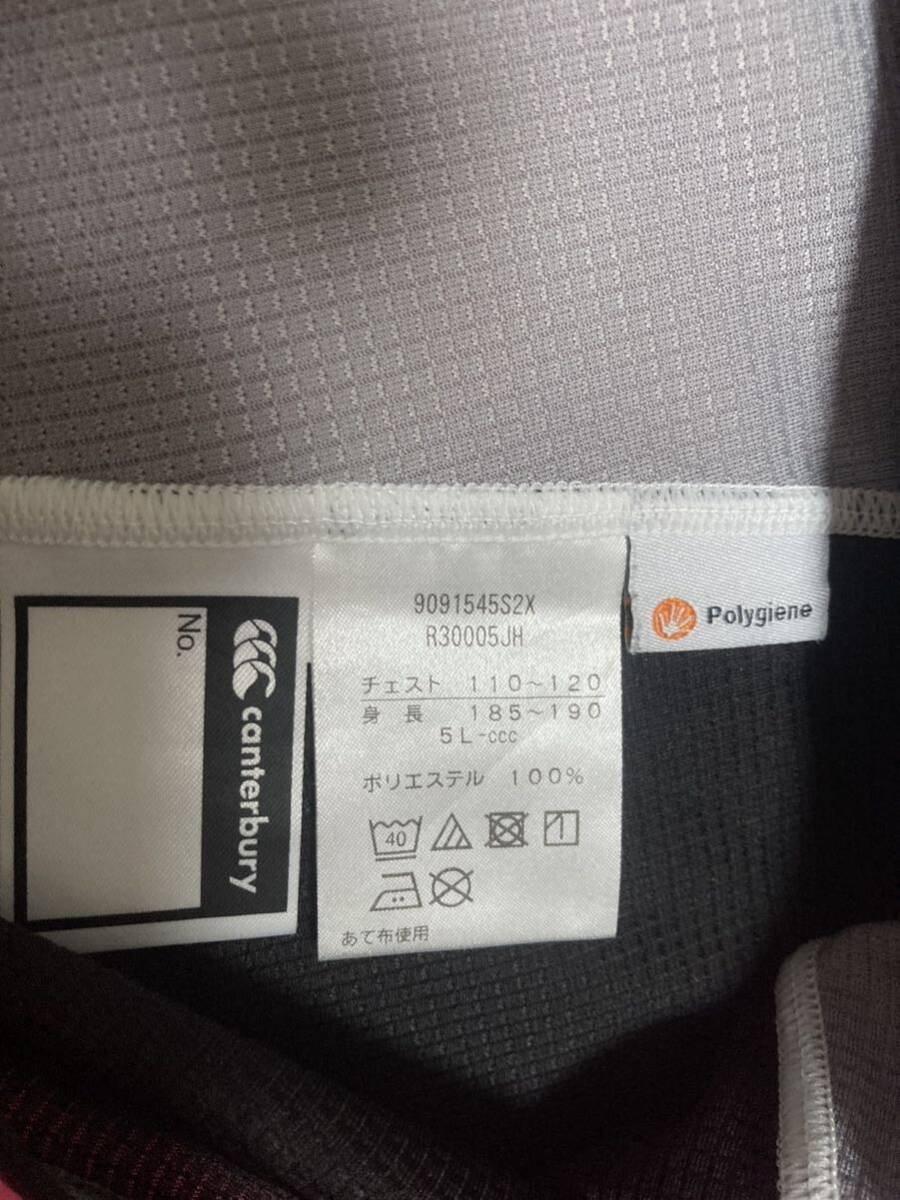 No.
canterbury
9091545S2X
R30005JH
チェスト 110～120
身 長 185～190
5L-ccc
ポリエステル 100%
40
あて布使用
Polygiene